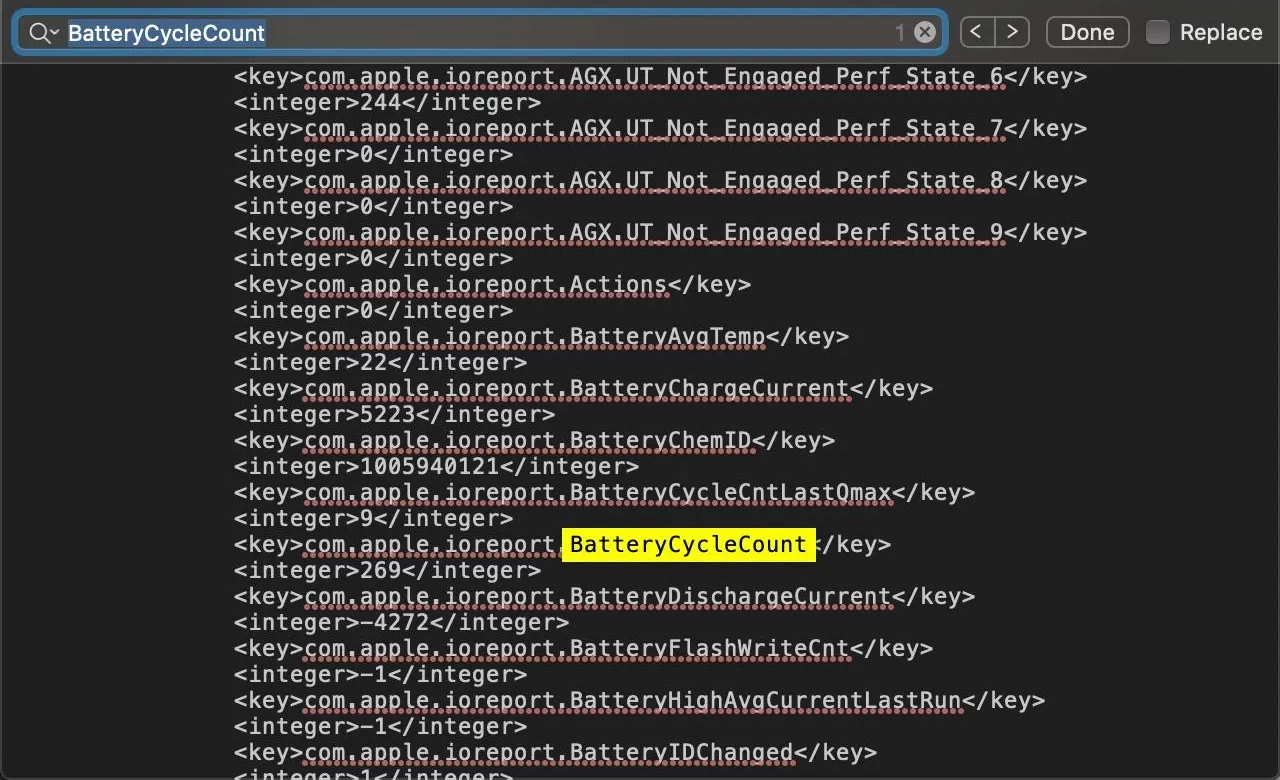 BatteryCycleCount 1 Done Replace
<key>com.apple.ioreport.AGX.UT_Not_Engaged_Perf_State_6</key>
<integer>244</integer>
<key>com.apple.ioreport.AGX.UT_Not_Engaged_Perf_State_7</key>
<integer>0</integer>
<key>com.apple.ioreport.AGX.UT_Not_Engaged_Perf_State_8</key>
<integer>0</integer>
<key>com.apple.ioreport.AGX.UT_Not_Engaged_Perf_State_9</key>
<integer>0</integer>
<key>com.apple.ioreport.Actions</key>
<integer>0</integer>
<key>com.apple.ioreport.BatteryAvgTemp</key>
<integer>22</integer>
<key>com.apple.ioreport.BatteryChargeCurrent</key>
<integer>5223</integer>
<key>com.apple.ioreport.BatteryChemID</key>
<integer>1005940121</integer>
<key>com.apple.ioreport.BatteryCycleCntLastQmax</key>
<integer>9</integer>
<key>com.apple.ioreport.BatteryCycleCount</key>
<integer>269</integer>
<key>com.apple.ioreport.BatteryDischargeCurrent</key>
<integer>-4272</integer>
<key>com.apple.ioreport.BatteryFlashWriteCnt</key>
<integer>-1</integer>
<key>com.apple.ioreport.BatteryHighAvgCurrentLastRun</key>
<integer>-1</integer>
<key>com.apple.ioreport.BatteryIDChanged</key>
<integer>1</integer>